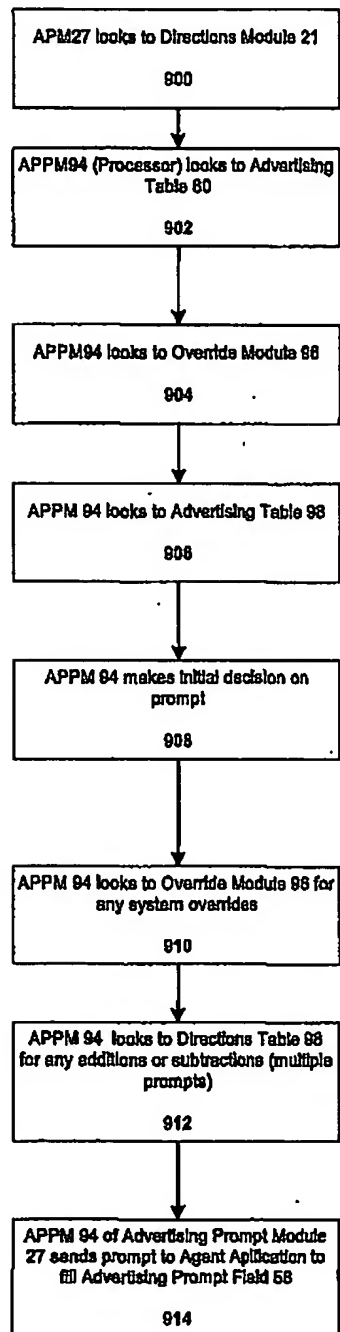 APM27 looks to Directions Module 21
900
APPM94 (Processor) looks to Advertising
Table 60
902
APPM94 looks to Override Module 96
904
APPM 94 looks to Advertising Table 98
906
APPM 94 makes initial decision on
prompt
908
APPM 94 looks to Override Module 96 for
any system overrides
910
APPM 94 looks to Directions Table 98
for any additions or subtractions (multiple
prompts)
912
APPM 94 of Advertising Prompt Module
27 sends prompt to Agent Apllication to
fill Advertising Prompt Field 58
914